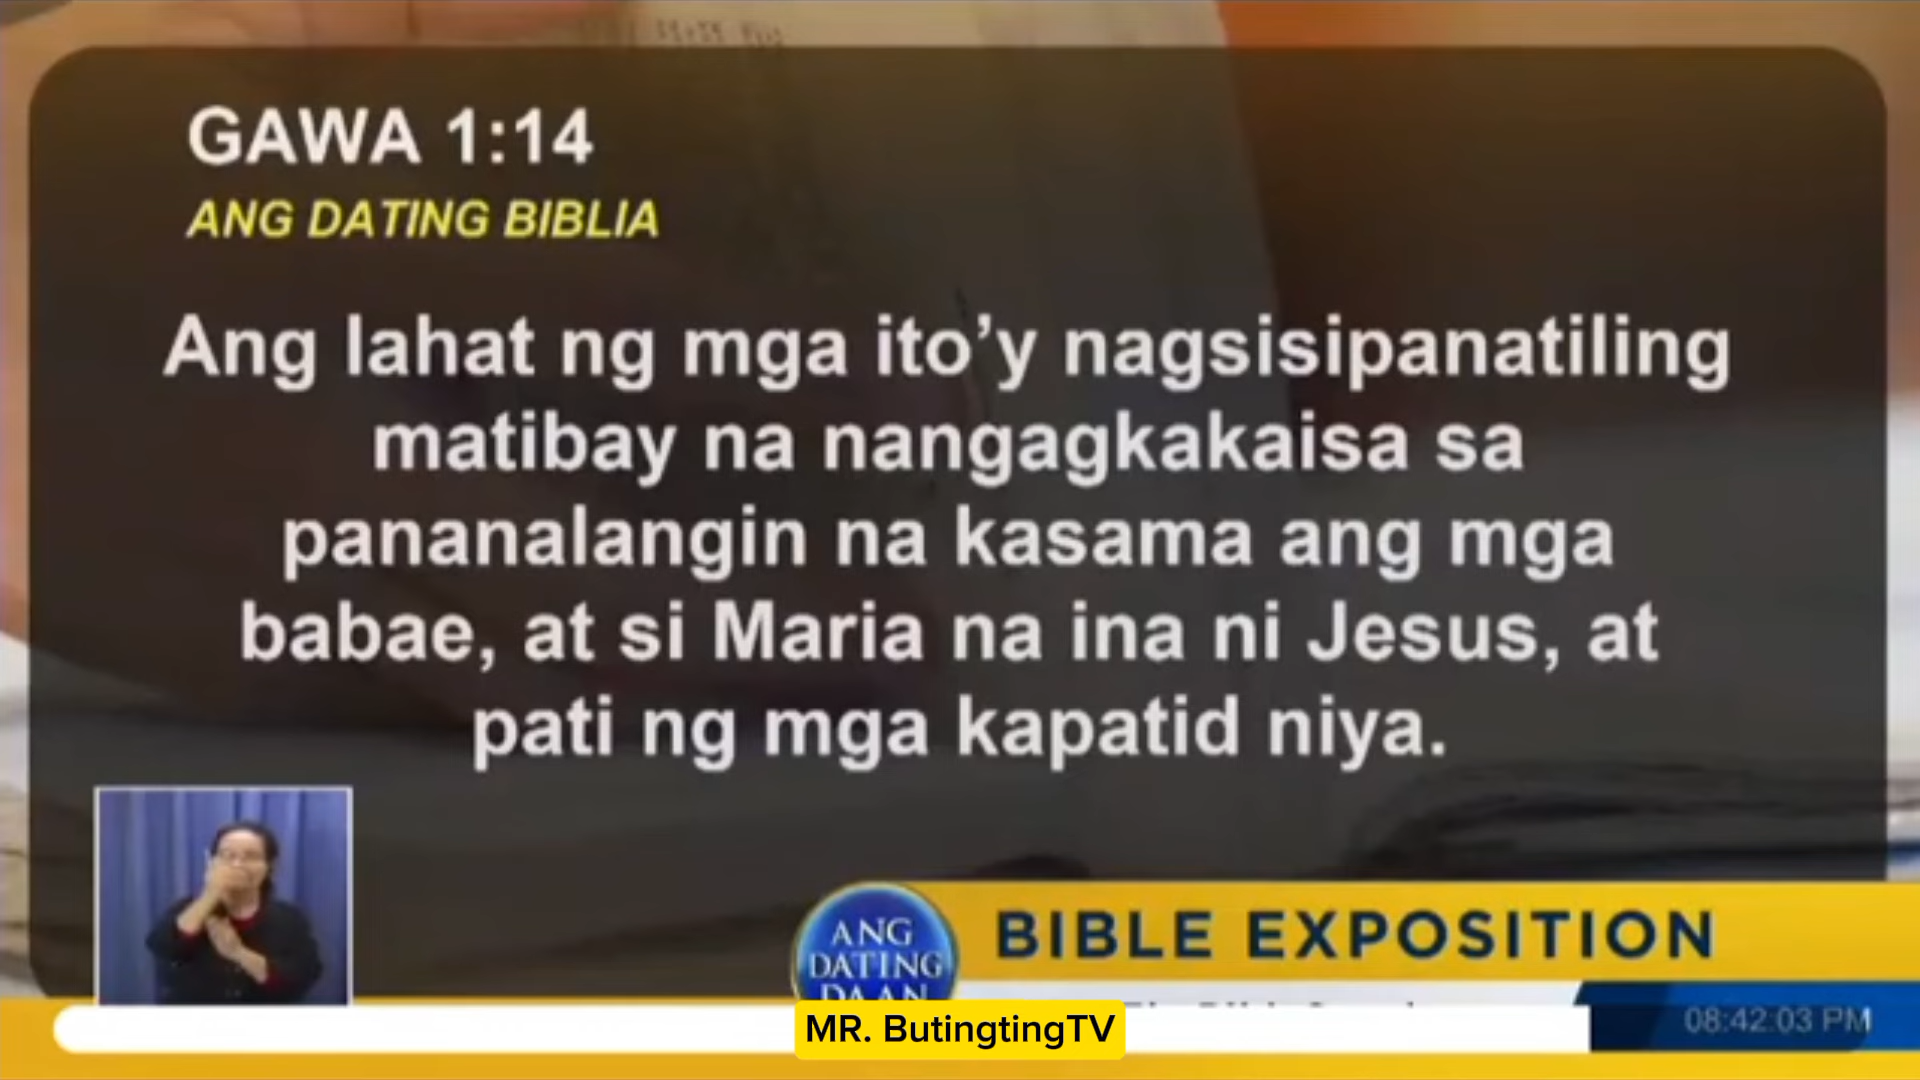 GAWA 1:14
ANG DATING BIBLIA
Ang lahat ng mga ito’y nagsisipanatiling
matibay na nangagkakaisa sa
pananalangin na kasama ang mga
babae, at si Maria na ina ni Jesus, at
pati ng mga kapatid niya.
ANG
DATING
DAAN
BIBLE EXPOSITION
08:42:03 PM
MR. ButingtingTV